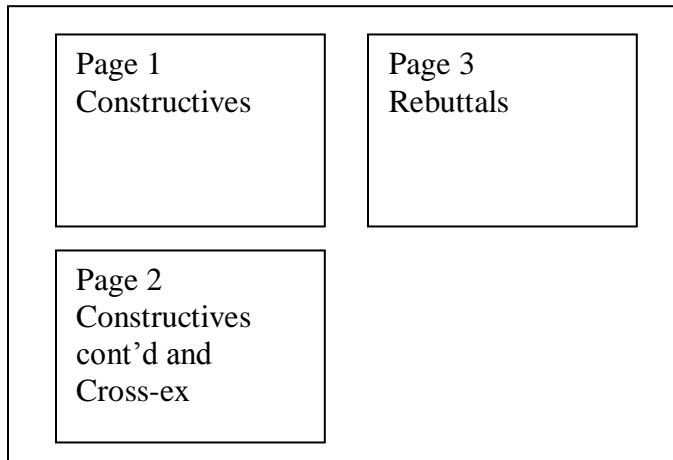 Page 1
Constructives
Page 3
Rebuttals
Page 2
Constructives
cont’d and
Cross-ex